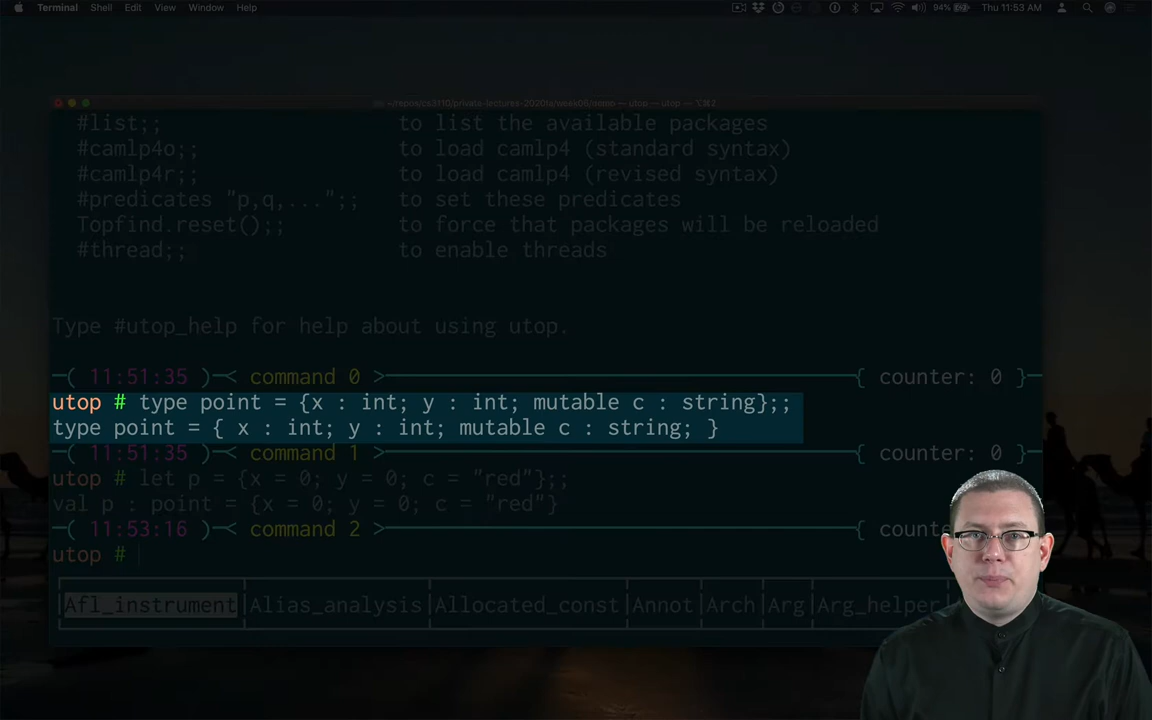 Terminal Shell Edit View Window Help 94% Thu 11:53 AM
#list;; to list the available packages
#camlp4o;; to load camlp4 (standard syntax)
#camlp4r;; to load camlp4 (revised syntax)
#predicates "p,q,...";; to set these predicates
Topfind.reset();; to force that packages will be reloaded
#thread;; to enable threads
Type #utop_help for help about using utop.
─( 11:51:35 )─< command 0 >─{ counter: 0 }─
utop # type point = {x : int; y : int; mutable c : string};;
type point = { x : int; y : int; mutable c : string; }
─( 11:51:35 )─< command 1 >─{ counter: 0 }─
utop # let p = {x = 0; y = 0; c = "red"};;
val p : point = {x = 0; y = 0; c = "red"}
─( 11:53:16 )─< command 2 >─{ coun
utop #
Afl_instrument Alias_analysis Allocated_const Annot Arch Arg Arg_helper